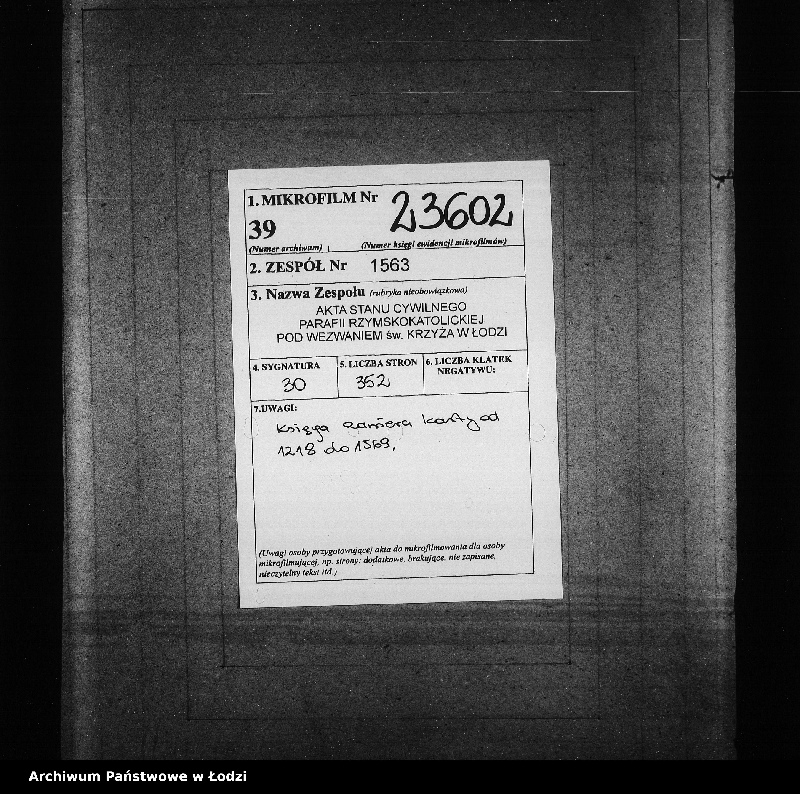 1. MIKROFILM Nr 23602
39
(Numer archiwum) (Numer księgi ewidencji mikrofilmów)
2. ZESPÓŁ Nr 1563
3. Nazwa Zespołu (rubryka nieobowiązkowa)
AKTA STANU CYWILNEGO
PARAFII RZYMSKOKATOLICKIEJ
POD WEZWANIEM św. KRZYŻA W ŁODZI
4. SYGNATURA 5. LICZBA STRON 6. LICZBA KLATEK
NEGATYWU:
30 352
7.UWAGI:
Księga zawiera karty od
1218 do 1569.
(Uwagi osoby przygotowującej akta do mikrofilmowania dla osoby
mikrofilmującej, np. strony: dodatkowe, brakujące, nie zapisane,
nieczytelny tekst itd.)
Archiwum Państwowe w Łodzi